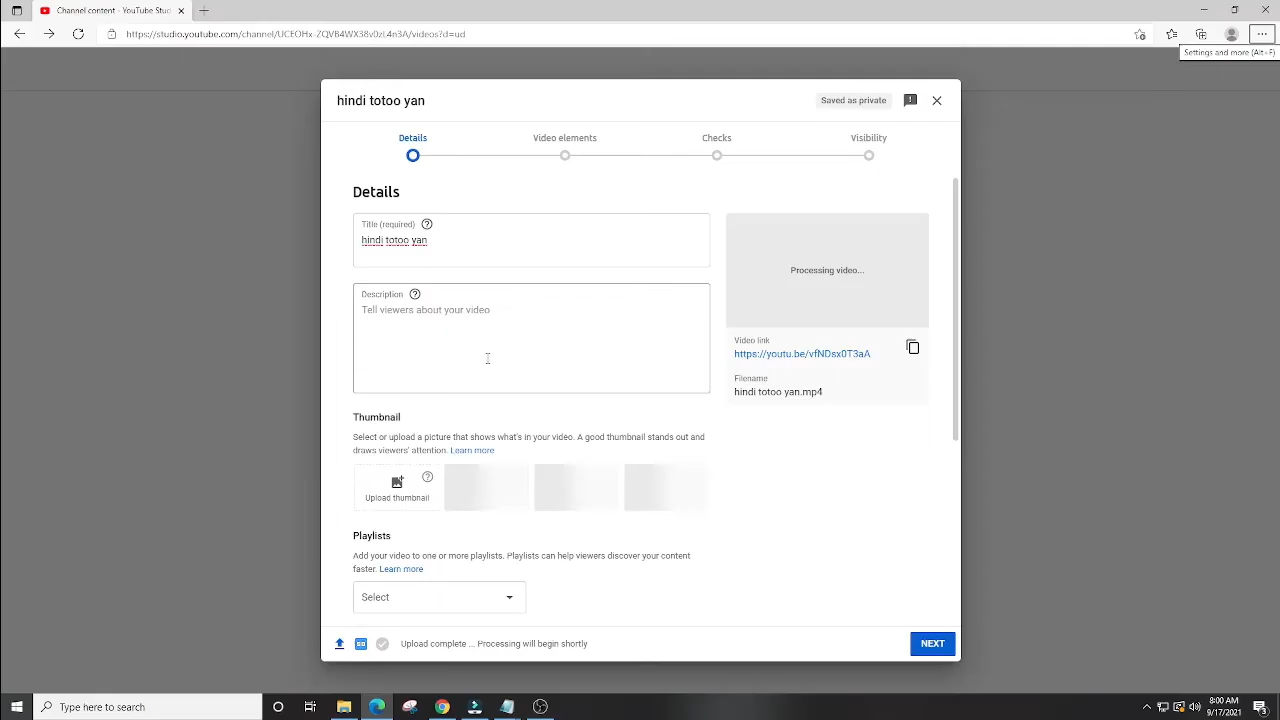 Channel content - YouTube Stu
https://studio.youtube.com/channel/UCEOHx-ZQVB4WX38v0zL4n3A/videos?d=ud
Settings and more (Alt+F)
hindi totoo yan
Saved as private
Details
Video elements
Checks
Visibility
Details
Title (required)
hindi totoo yan
Description
Tell viewers about your video
Processing video...
Video link
https://youtu.be/vfNDsx0T3aA
Filename
hindi totoo yan.mp4
Thumbnail
Select or upload a picture that shows what's in your video. A good thumbnail stands out and
draws viewers' attention. Learn more
Upload thumbnail
Playlists
Add your video to one or more playlists. Playlists can help viewers discover your content
faster. Learn more
Select
SD
Upload complete ... Processing will begin shortly
NEXT
Type here to search
8:00 AM
9/17/2021